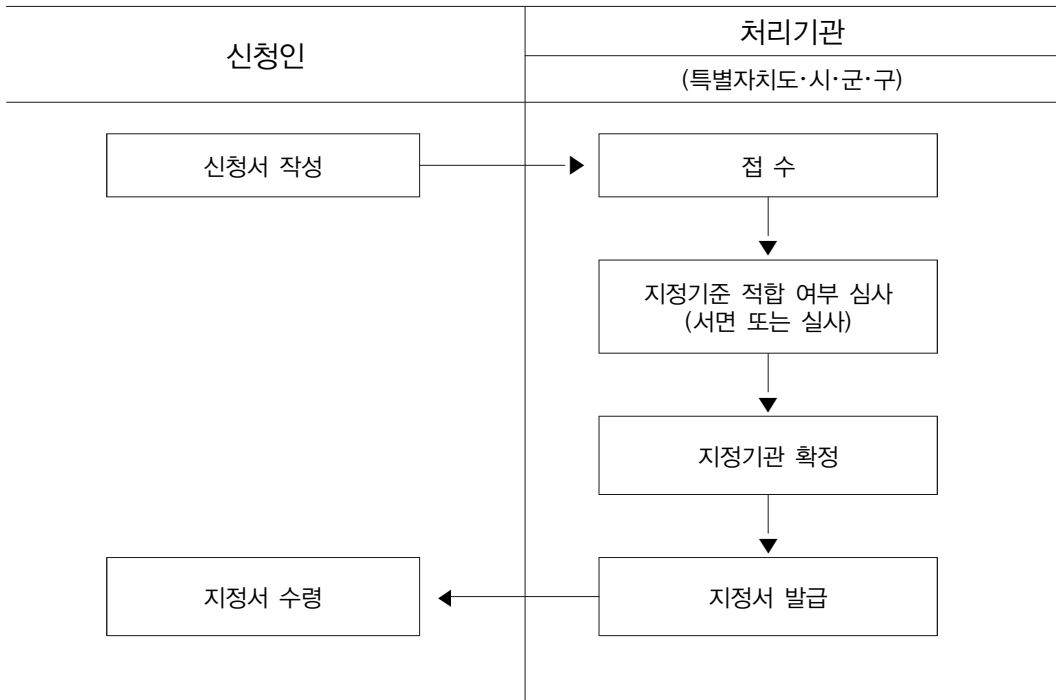 신청인
처리기관
(특별자치도·시·군·구)
신청서 작성
접 수
지정기준 적합 여부 심사
(서면 또는 실사)
지정기관 확정
지정서 수령
지정서 발급